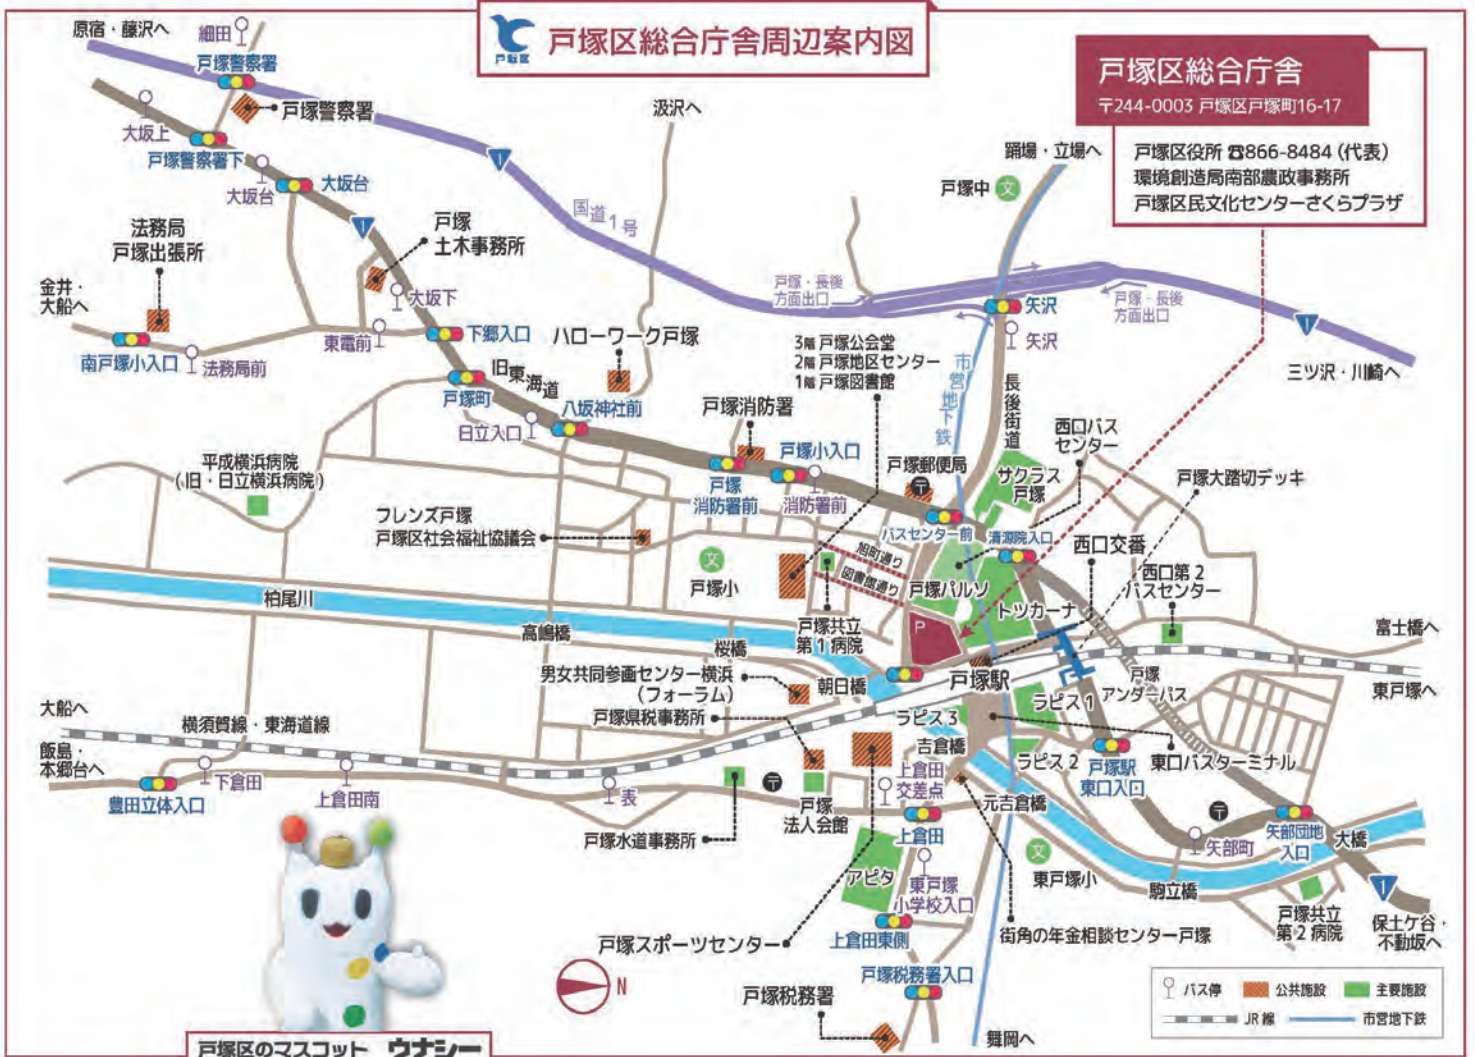 戸塚区
戸塚区総合庁舎周辺案内図
戸塚区総合庁舎
〒244-0003 戸塚区戸塚町16-17
戸塚区役所 ☎866-8484 (代表)
環境創造局南部農政事務所
戸塚区民文化センターさくらプラザ
原宿・藤沢へ
細田
戸塚警察署
戸塚警察署
大坂上
戸塚警察署下
大坂台
大坂台
1
汲沢へ
踊場・立場へ
戸塚中
文
国道1号
1
法務局
戸塚出張所
戸塚
土木事務所
金井・
大船へ
大坂下
東電前
下郷入口
南戸塚小入口
法務局前
ハローワーク戸塚
戸塚・長後
方面出口
戸塚・長後
方面出口
矢沢
矢沢
1
三ツ沢・川崎へ
3階 戸塚公会堂
2階 戸塚地区センター
1階 戸塚図書館
市営地下鉄
長後街道
戸塚町
旧東海道
八坂神社前
日立入口
戸塚消防署
戸塚小入口
戸塚
消防署前
消防署前
戸塚郵便局
〒
西口バス
センター
サクラス
戸塚
戸塚大踏切デッキ
平成横浜病院
(旧・日立横浜病院)
フレンズ戸塚
戸塚区社会福祉協議会
バスセンター前
清源院入口
西口交番
旭町通り
図書館通り
文
戸塚小
戸塚パルソ
トツカーナ
西口第2
バスセンター
柏尾川
高嶋橋
桜橋
戸塚共立
第1病院
P
富士橋へ
男女共同参画センター横浜
(フォーラム)
朝日橋
戸塚駅
戸塚
アンダーパス
東戸塚へ
大船へ
横須賀線・東海道線
戸塚県税事務所
ラピス3
ラピス1
飯島・
本郷台へ
吉倉橋
ラピス2
戸塚駅
東口入口
東口バスターミナル
下倉田
上倉田南
豊田立体入口
表
〒
戸塚
法人会館
上倉田
交差点
上倉田
元吉倉橋
〒
矢部町
矢部団地
入口
大橋
戸塚水道事務所
アピタ
東戸塚
小学校入口
文
東戸塚小
駒立橋
1
戸塚共立
第2病院
保土ケ谷・
不動坂へ
戸塚スポーツセンター
上倉田東側
街角の年金相談センター戸塚
戸塚税務署入口
N
戸塚税務署
舞岡へ
バス停
公共施設
主要施設
JR線
市営地下鉄
戸塚区のマスコット ウナシー